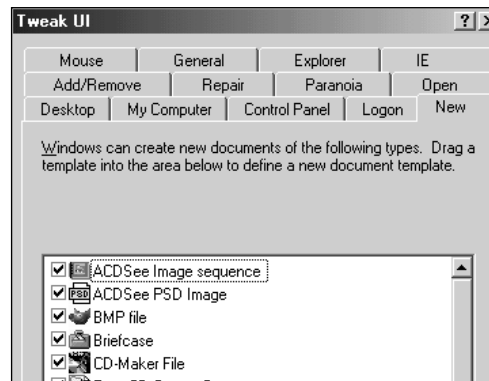 Tweak UI
Mouse General Explorer IE
Add/Remove Repair Paranoia Open
Desktop My Computer Control Panel Logon New
Windows can create new documents of the following types. Drag a
template into the area below to define a new document template.
ACDSee Image sequence
PSD ACDSee PSD Image
BMP file
Briefcase
CD-Maker File